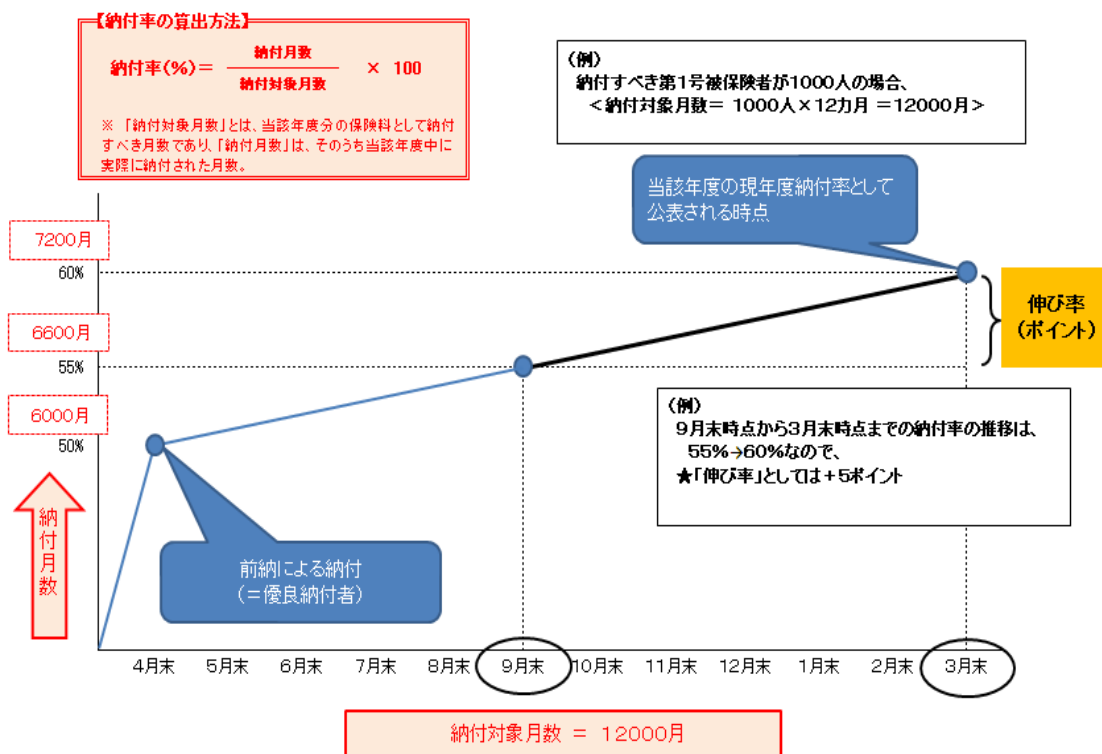 【納付率の算出方法】
納付率(%)＝ 納付月数 × 100
納付対象月数
※ 「納付対象月数」とは、当該年度分の保険料として納付
すべき月数であり、「納付月数」は、そのうち当該年度中に
実際に納付された月数。
（例）
納付すべき第1号被保険者が1000人の場合、
＜納付対象月数＝ 1000人×12カ月 ＝12000月＞
当該年度の現年度納付率として
公表される時点
7200月
60%
6600月
55%
6000月
50%
伸び率
（ポイント）
（例）
9月末時点から3月末時点までの納付率の推移は、
55%→60%なので、
★「伸び率」としては＋5ポイント
納付月数
前納による納付
（＝優良納付者）
4月末 5月末 6月末 7月末 8月末 9月末 10月末 11月末 12月末 1月末 2月末 3月末
納付対象月数 ＝ 12000月